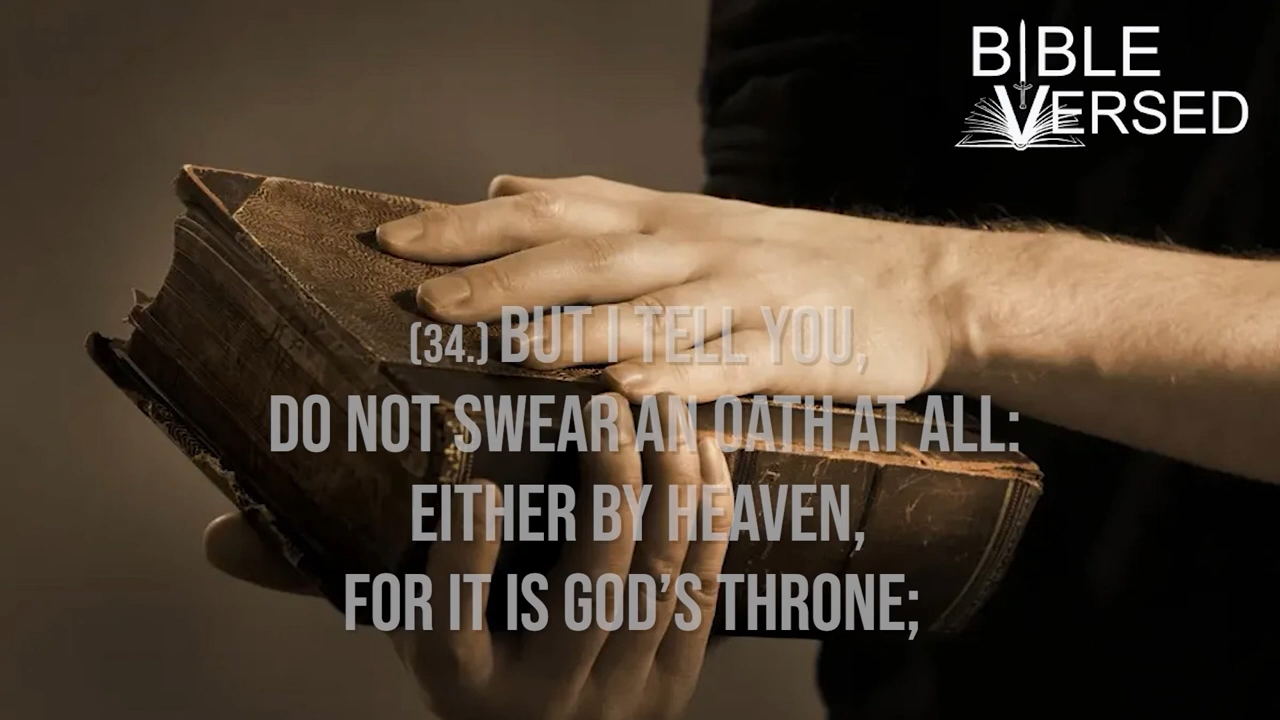 BIBLE
VERSED
(34.) BUT I TELL YOU,
DO NOT SWEAR AN OATH AT ALL:
EITHER BY HEAVEN,
FOR IT IS GOD’S THRONE;